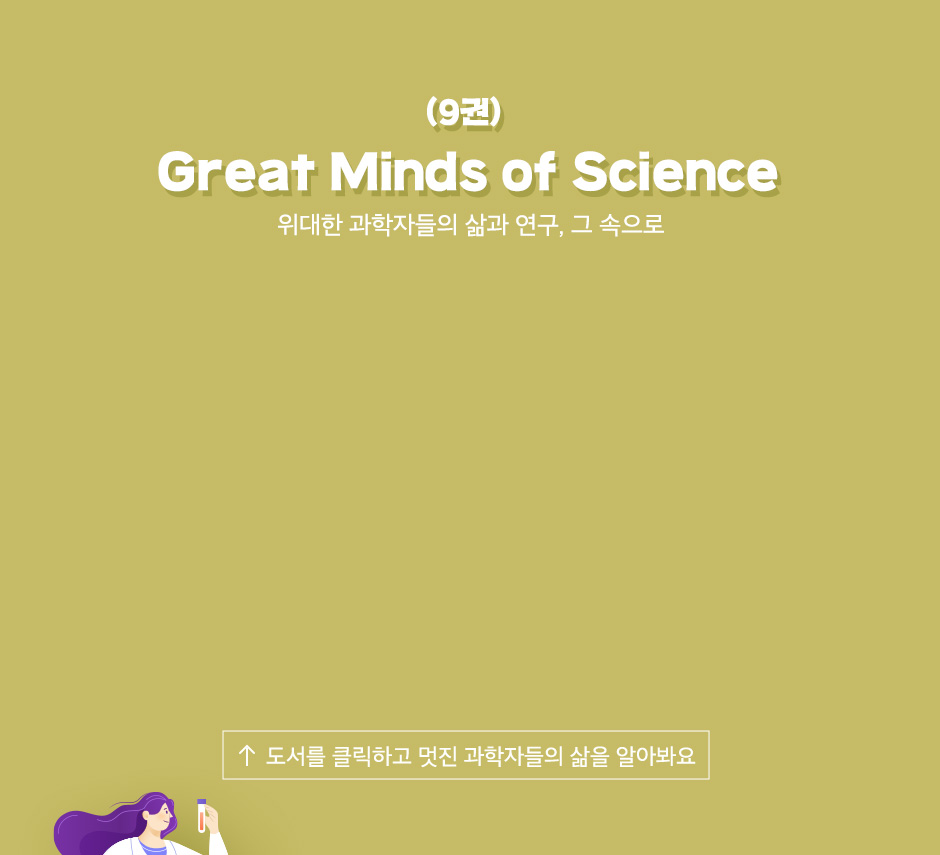 (9권)
Great Minds of Science
위대한 과학자들의 삶과 연구, 그 속으로
↑ 도서를 클릭하고 멋진 과학자들의 삶을 알아봐요